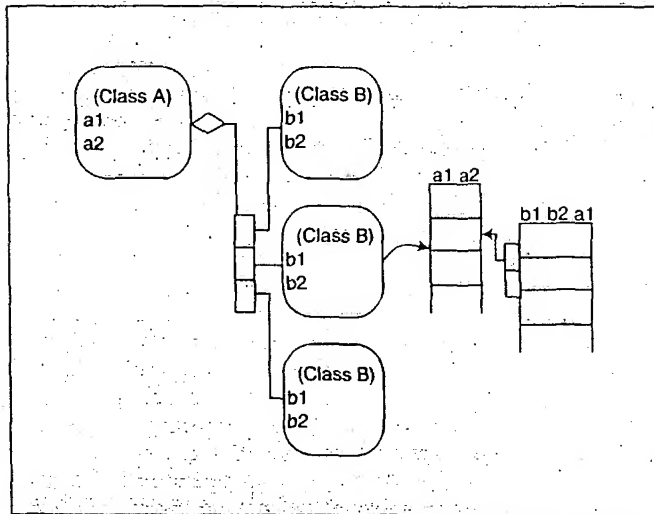 (Class A)
a1
a2
(Class B)
b1
b2
(Class B)
b1
b2
(Class B)
b1
b2
a1 a2
b1 b2 a1